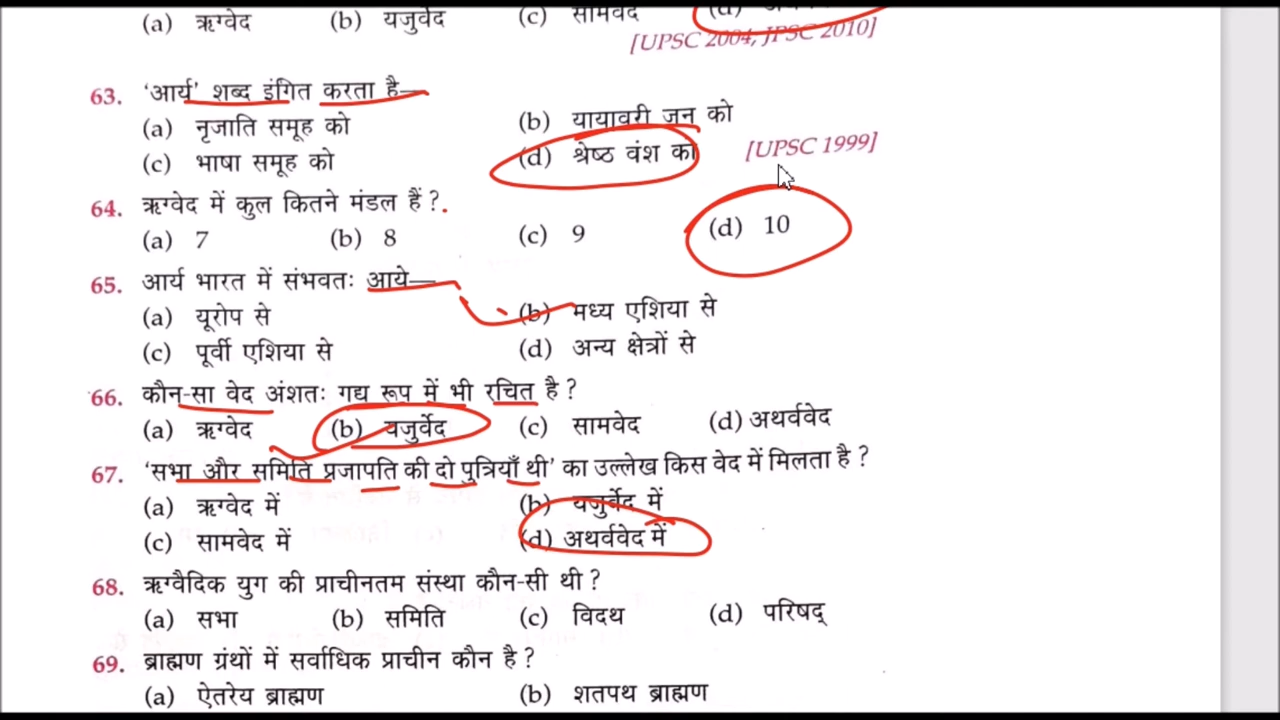 (a) ऋग्वेद (b) यजुर्वेद (c) सामवेद (d)
[UPSC 2004, JPSC 2010]
63. ‘आर्य’ शब्द इंगित करता है—
(a) नृजाति समूह को (b) यायावरी जन को
(c) भाषा समूह को (d) श्रेष्ठ वंश को [UPSC 1999]
64. ऋग्वेद में कुल कितने मंडल हैं ?
(a) 7 (b) 8 (c) 9 (d) 10
65. आर्य भारत में संभवतः आये—
(a) यूरोप से (b) मध्य एशिया से
(c) पूर्वी एशिया से (d) अन्य क्षेत्रों से
66. कौन-सा वेद अंशतः गद्य रूप में भी रचित है ?
(a) ऋग्वेद (b) यजुर्वेद (c) सामवेद (d) अथर्ववेद
67. ‘सभा और समिति प्रजापति की दो पुत्रियाँ थी’ का उल्लेख किस वेद में मिलता है ?
(a) ऋग्वेद में (b) यजुर्वेद में
(c) सामवेद में (d) अथर्ववेद में
68. ऋग्वैदिक युग की प्राचीनतम संस्था कौन-सी थी ?
(a) सभा (b) समिति (c) विदथ (d) परिषद्
69. ब्राह्मण ग्रंथों में सर्वाधिक प्राचीन कौन है ?
(a) ऐतरेय ब्राह्मण (b) शतपथ ब्राह्मण